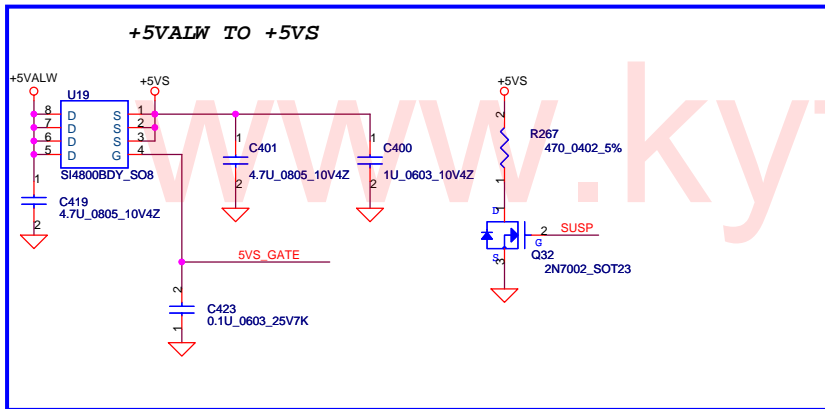 +5VALW TO +5VS
+5VALW
+5VS
+5VS
U19
8 D S 1
7 D S 2
6 D S 3
5 D G 4
SI4800BDY_SO8
1
C419
4.7U_0805_10V4Z
2
1
C401
4.7U_0805_10V4Z
2
1
C400
1U_0603_10V4Z
2
5VS_GATE
2
C423
0.1U_0603_25V7K
1
2
R267
470_0402_5%
1
1
D
2
SUSP
G
S
3
Q32
2N7002_SOT23
www.ky